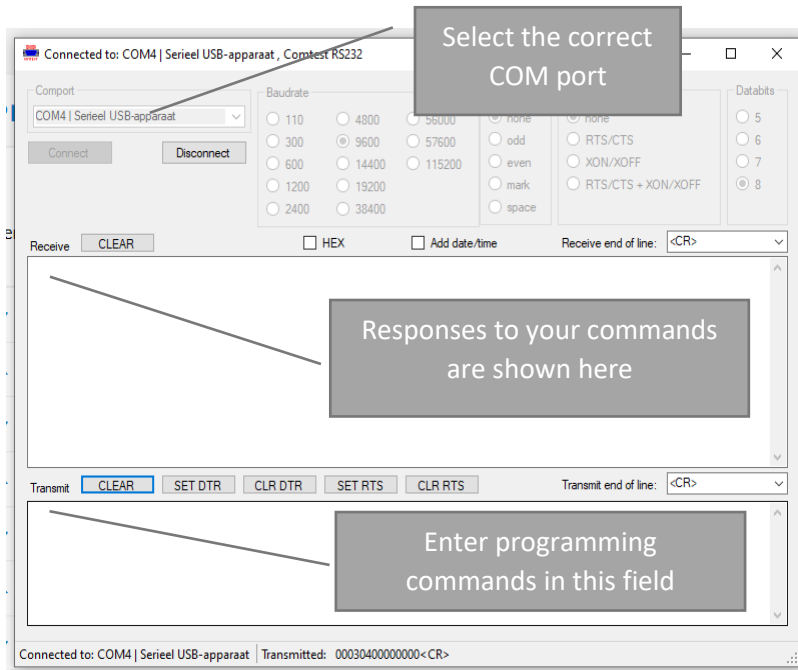 Connected to: COM4 | Serieel USB-apparaat , Comtest RS232
Select the correct
COM port
Comport
Baudrate
Databits
COM4 | Serieel USB-apparaat
Connect
Disconnect
110
300
600
1200
2400
4800
9600
14400
19200
38400
56000
57600
115200
none
odd
even
mark
space
none
RTS/CTS
XON/XOFF
RTS/CTS + XON/XOFF
5
6
7
8
Receive CLEAR HEX Add date/time Receive end of line: <CR>
Responses to your commands
are shown here
Transmit CLEAR SET DTR CLR DTR SET RTS CLR RTS Transmit end of line: <CR>
Enter programming
commands in this field
Connected to: COM4 | Serieel USB-apparaat Transmitted: 00030400000000<CR>